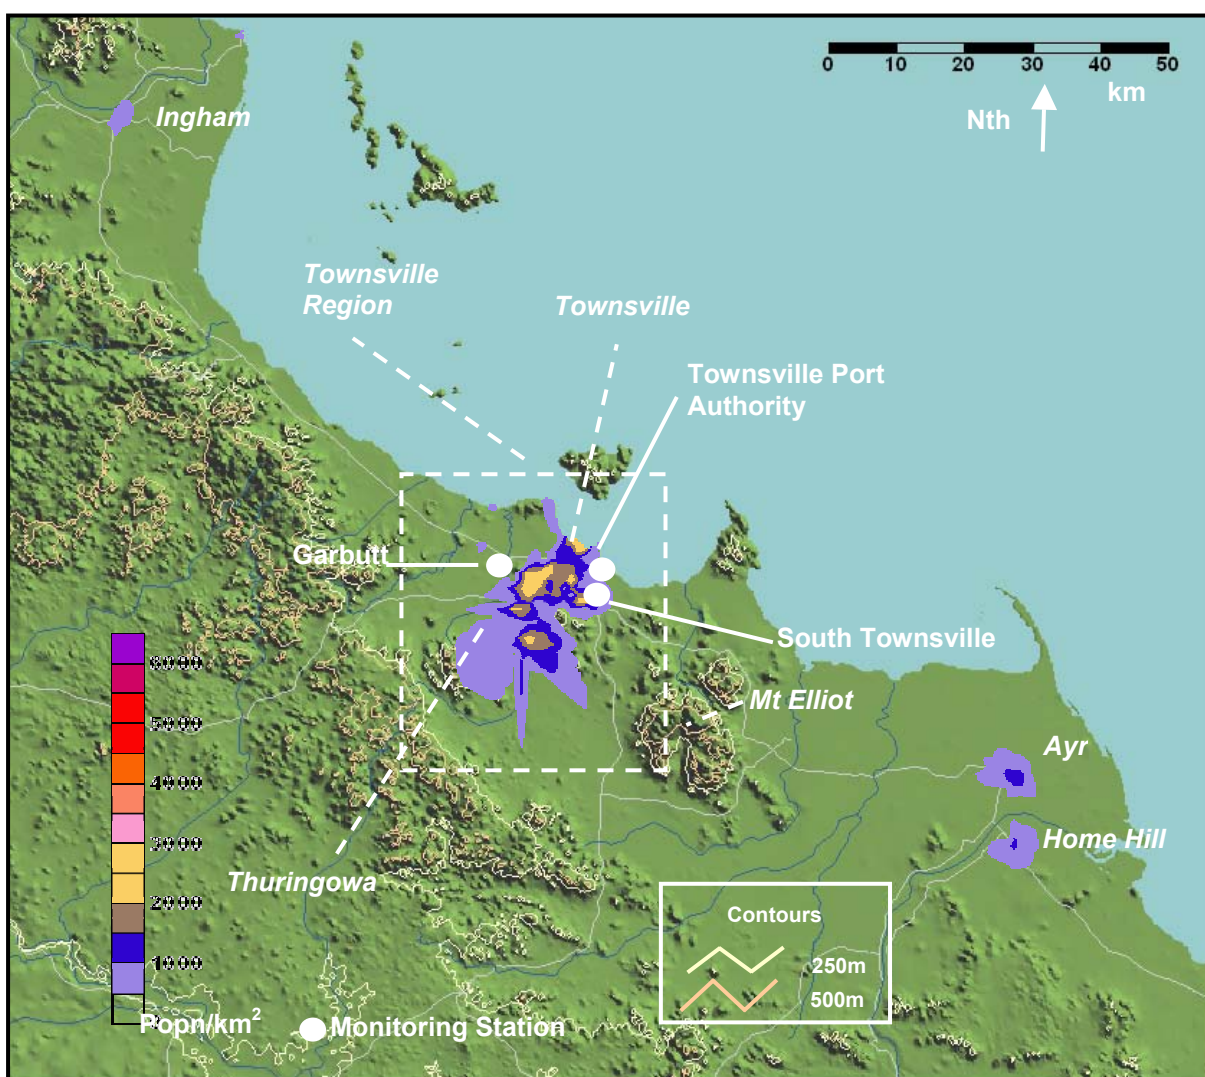 0 10 20 30 40 50
km
Nth
Ingham
Townsville
Region
Townsville
Townsville Port
Authority
Garbutt
South Townsville
Mt Elliot
Ayr
Home Hill
Thuringowa
5000
4000
3000
2000
1000
Popn/km²
Monitoring Station
Contours
250m
500m